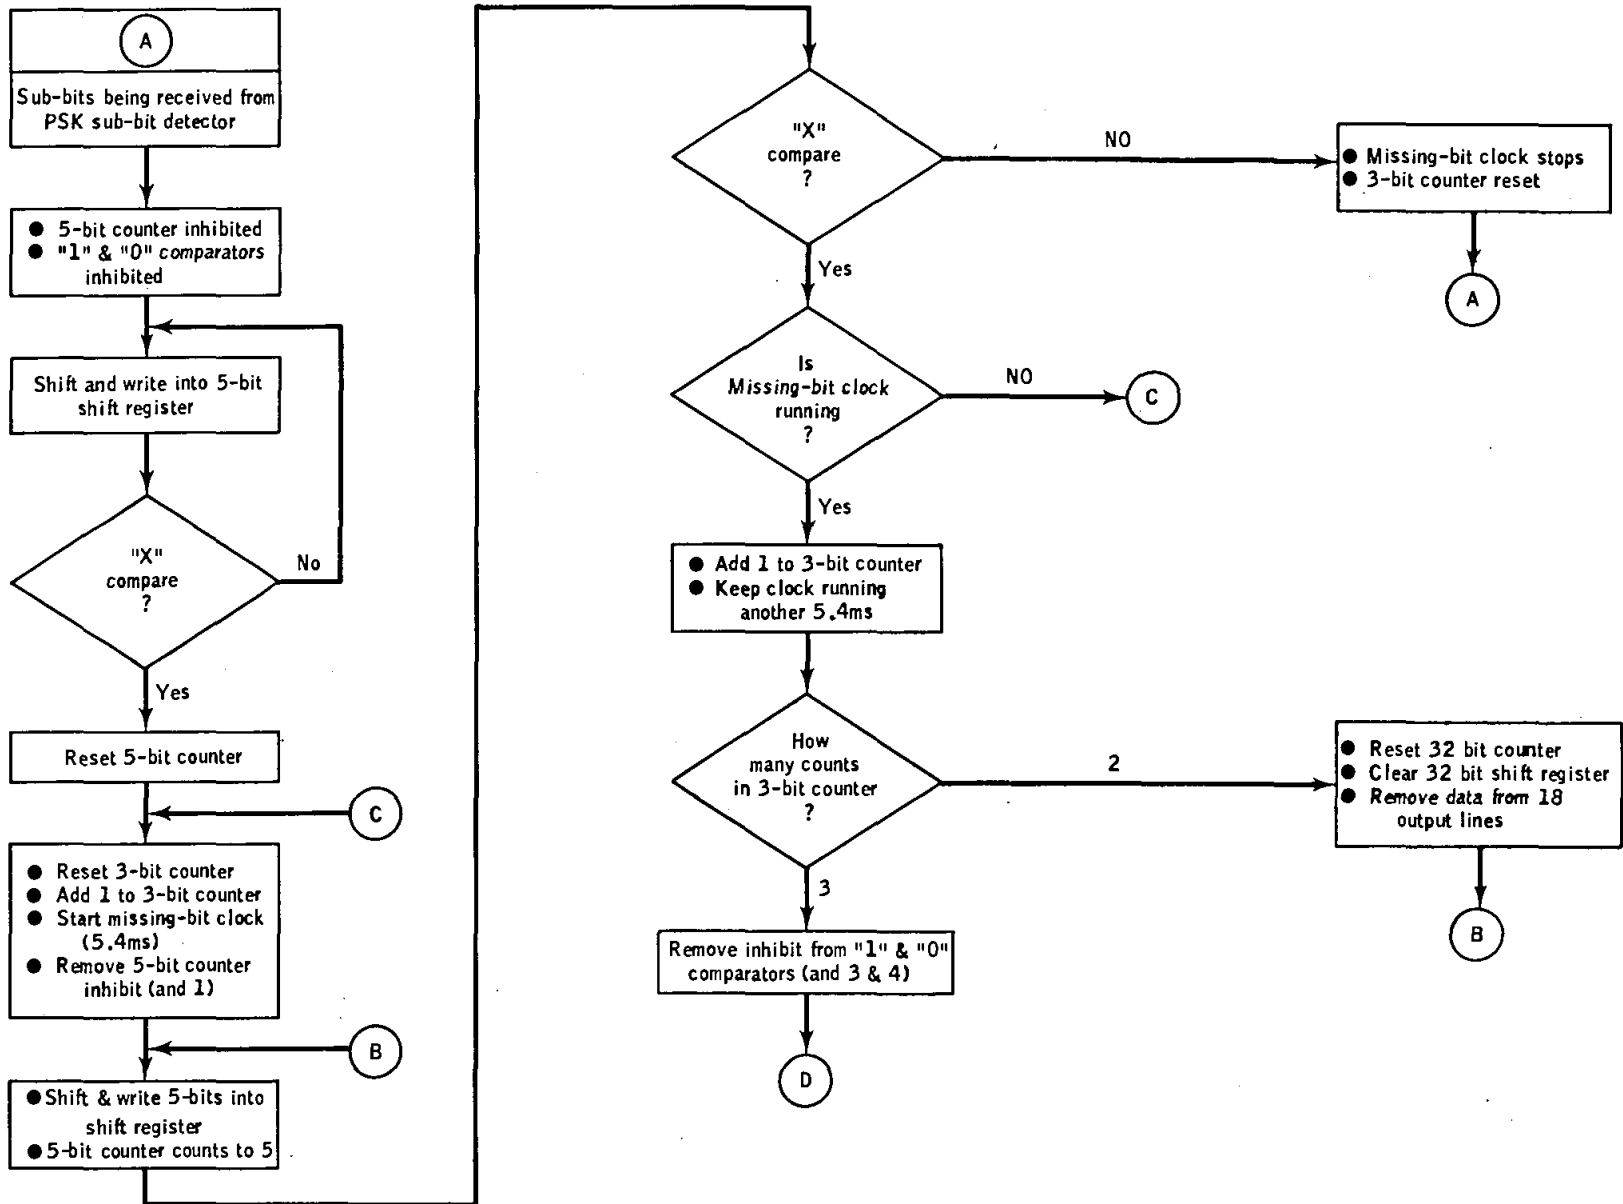 A
Sub-bits being received from
PSK sub-bit detector
● 5-bit counter inhibited
● "1" & "0" comparators
inhibited
Shift and write into 5-bit
shift register
"X"
compare
?
No
Yes
Reset 5-bit counter
C
● Reset 3-bit counter
● Add 1 to 3-bit counter
● Start missing-bit clock
(5.4ms)
● Remove 5-bit counter
inhibit (and 1)
B
● Shift & write 5-bits into
shift register
● 5-bit counter counts to 5
"X"
compare
?
NO
● Missing-bit clock stops
● 3-bit counter reset
A
Yes
Is
Missing-bit clock
running
?
NO
C
Yes
● Add 1 to 3-bit counter
● Keep clock running
another 5.4ms
How
many counts
in 3-bit counter
?
2
● Reset 32 bit counter
● Clear 32 bit shift register
● Remove data from 18
output lines
B
3
Remove inhibit from "1" & "0"
comparators (and 3 & 4)
D